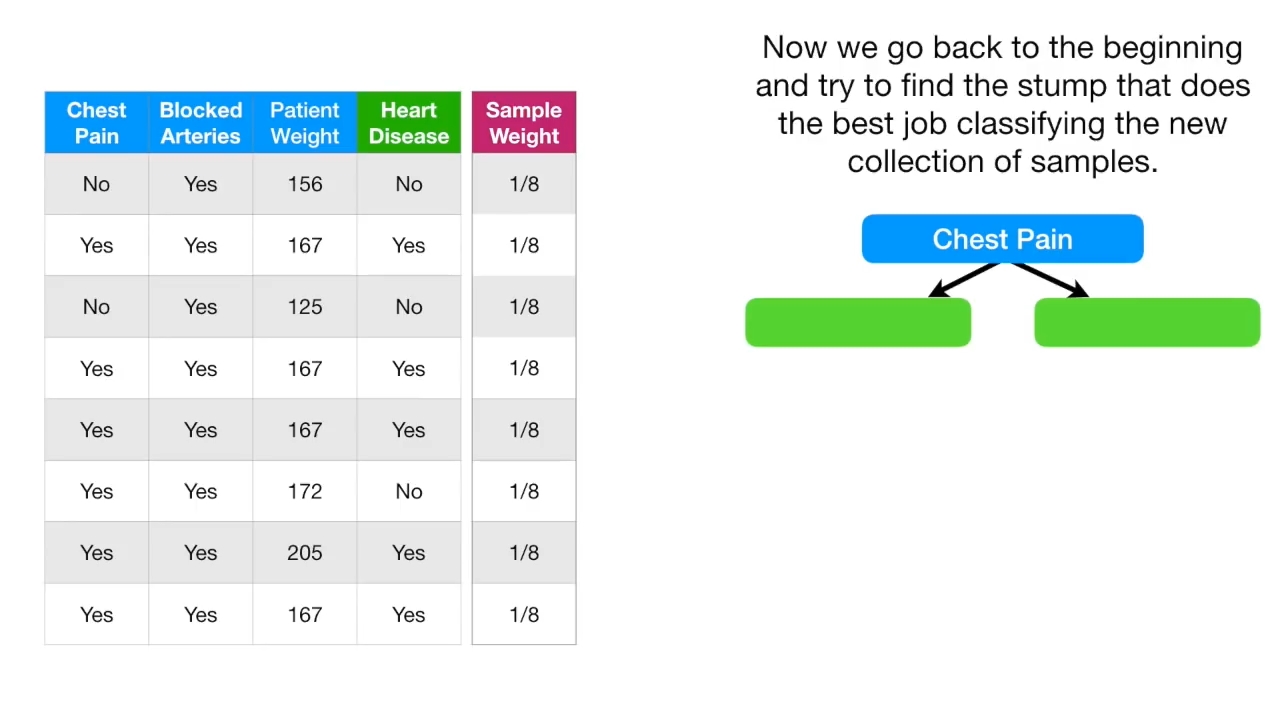 Now we go back to the beginning
and try to find the stump that does
the best job classifying the new
collection of samples.
Chest Pain Blocked Arteries Patient Weight Heart Disease Sample Weight
No Yes 156 No 1/8
Yes Yes 167 Yes 1/8
No Yes 125 No 1/8
Yes Yes 167 Yes 1/8
Yes Yes 167 Yes 1/8
Yes Yes 172 No 1/8
Yes Yes 205 Yes 1/8
Yes Yes 167 Yes 1/8
Chest Pain